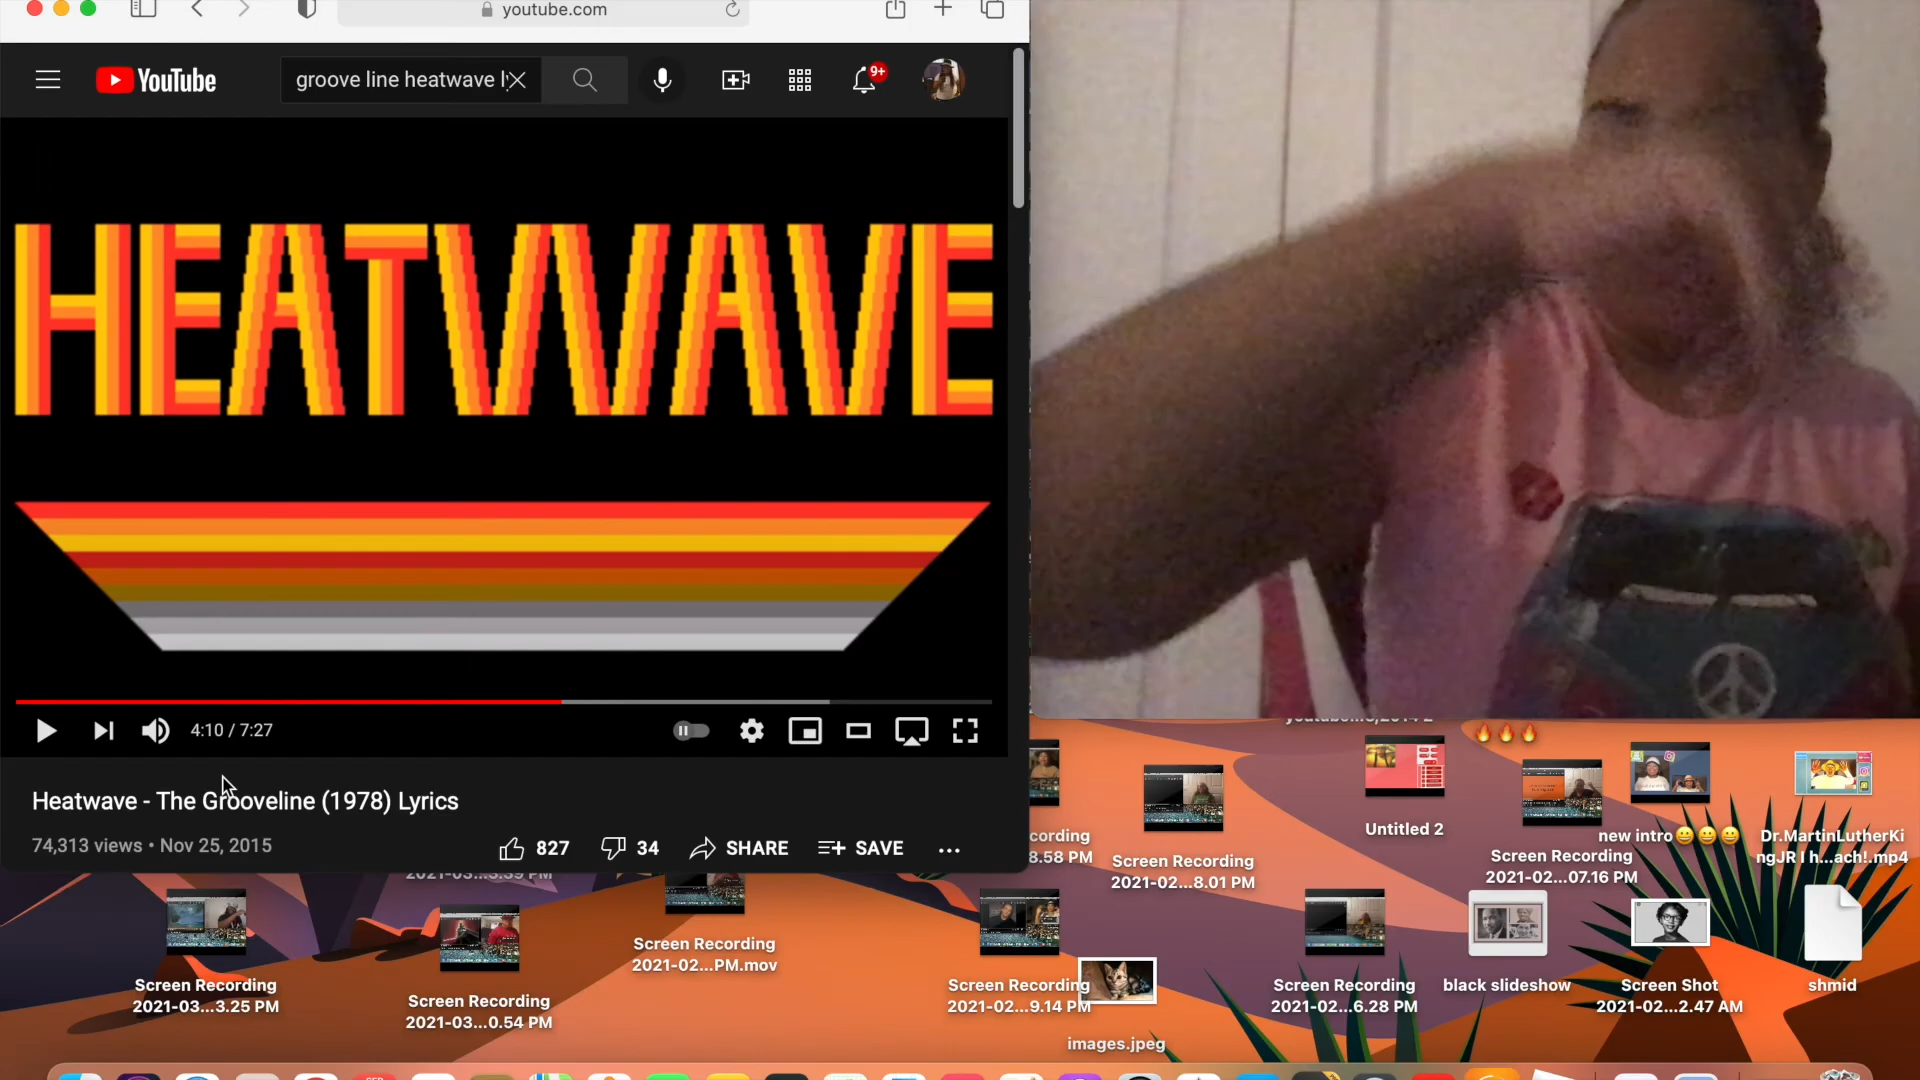 youtube.com
YouTube
groove line heatwave l
9+
HEATWAVE
4:10 / 7:27
Heatwave - The Grooveline (1978) Lyrics
74,313 views • Nov 25, 2015
827
34
SHARE
SAVE
Untitled 2
🔥🔥🔥
new intro😀😀😀
Dr.MartinLutherKi
ngJR I h...ach!.mp4
cording
8.58 PM
Screen Recording
2021-02...8.01 PM
Screen Recording
2021-02...07.16 PM
Screen Recording
2021-03...3.25 PM
Screen Recording
2021-03...0.54 PM
Screen Recording
2021-02...PM.mov
Screen Recording
2021-02...9.14 PM
images.jpeg
Screen Recording
2021-02...6.28 PM
black slideshow
Screen Shot
2021-02...2.47 AM
shmid